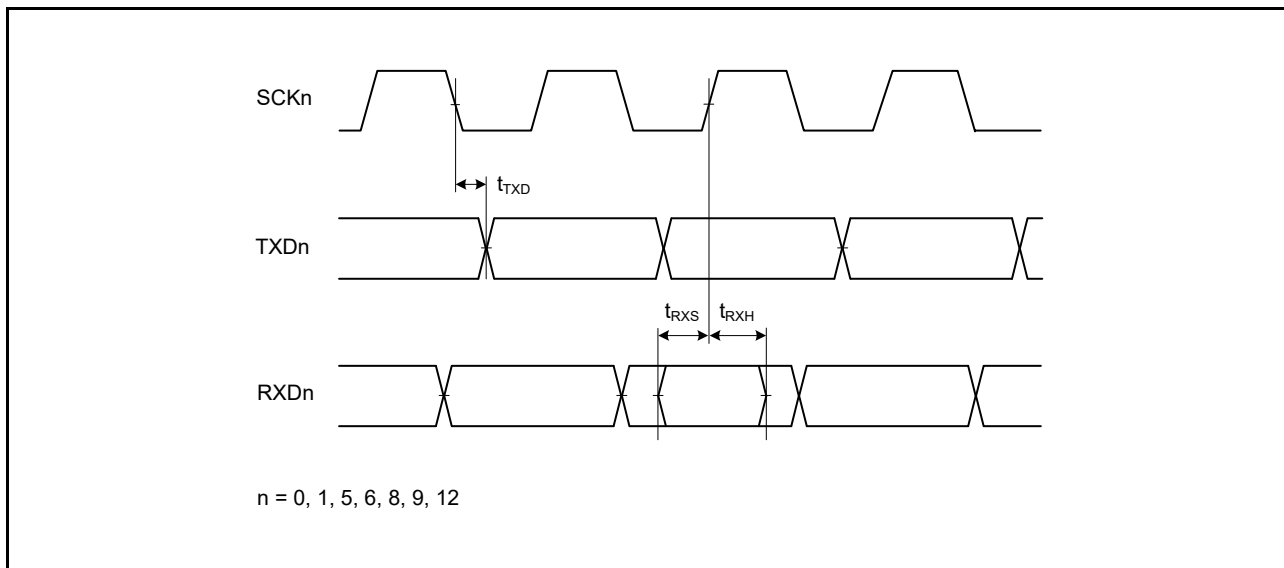 SCKn
tTXD
TXDn
tRXS tRXH
RXDn
n = 0, 1, 5, 6, 8, 9, 12